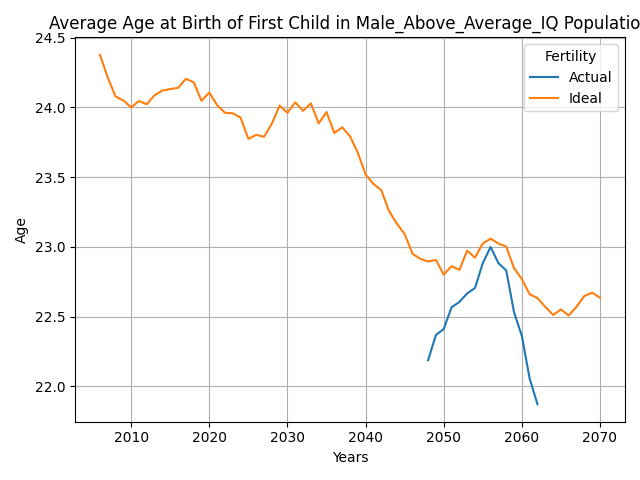 Average Age at Birth of First Child in Male_Above_Average_IQ Populatio
24.5
24.0
23.5
23.0
22.5
22.0
Age
Fertility
Actual
Ideal
2010 2020 2030 2040 2050 2060 2070
Years